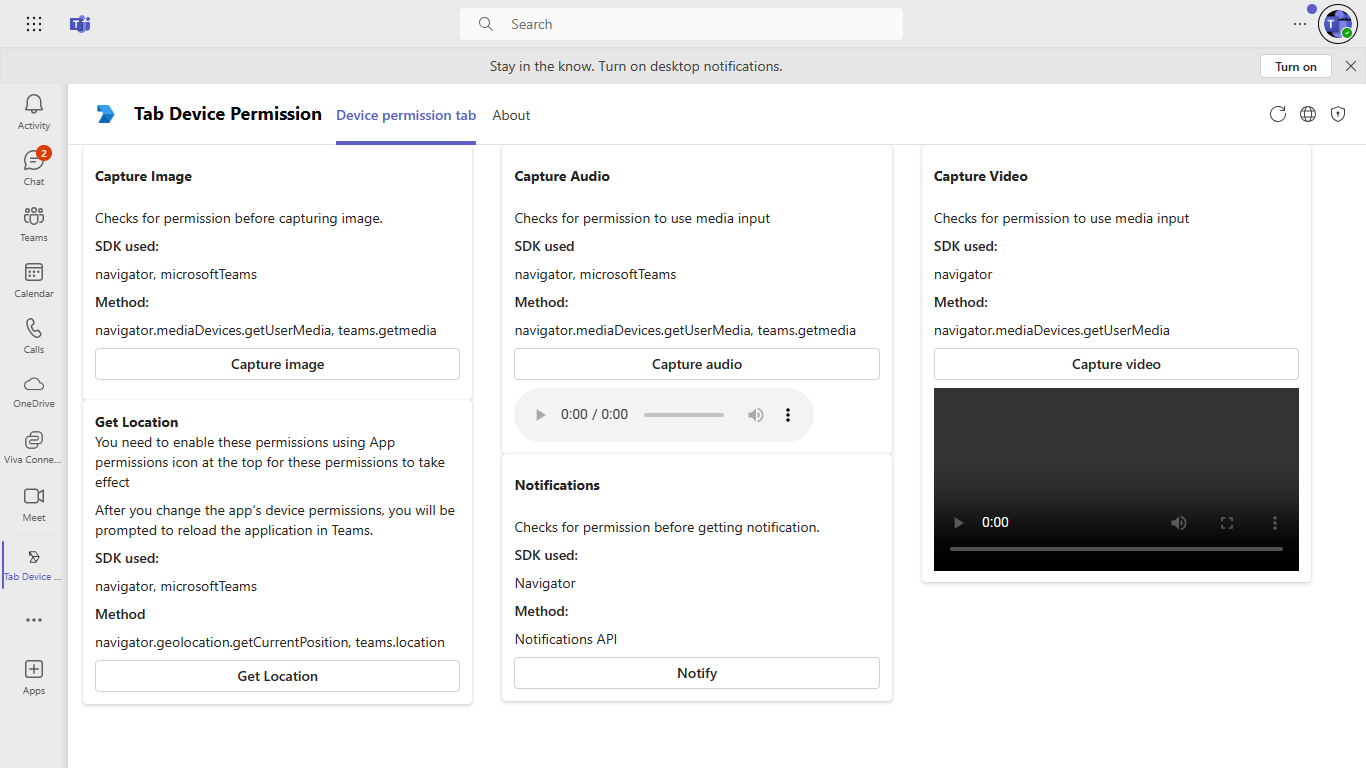 Search
Stay in the know. Turn on desktop notifications.
Turn on
Activity
2
Chat
Teams
Calendar
Calls
OneDrive
Viva Conne...
Meet
Tab Device ...
Apps
Tab Device Permission
Device permission tab
About
Capture Image
Checks for permission before capturing image.
SDK used:
navigator, microsoftTeams
Method:
navigator.mediaDevices.getUserMedia, teams.getmedia
Capture image
Get Location
You need to enable these permissions using App
permissions icon at the top for these permissions to take
effect
After you change the app's device permissions, you will be
prompted to reload the application in Teams.
SDK used:
navigator, microsoftTeams
Method
navigator.geolocation.getCurrentPosition, teams.location
Get Location
Capture Audio
Checks for permission to use media input
SDK used
navigator, microsoftTeams
Method:
navigator.mediaDevices.getUserMedia, teams.getmedia
Capture audio
0:00 / 0:00
Notifications
Checks for permission before getting notification.
SDK used:
Navigator
Method:
Notifications API
Notify
Capture Video
Checks for permission to use media input
SDK used:
navigator
Method:
navigator.mediaDevices.getUserMedia
Capture video
0:00